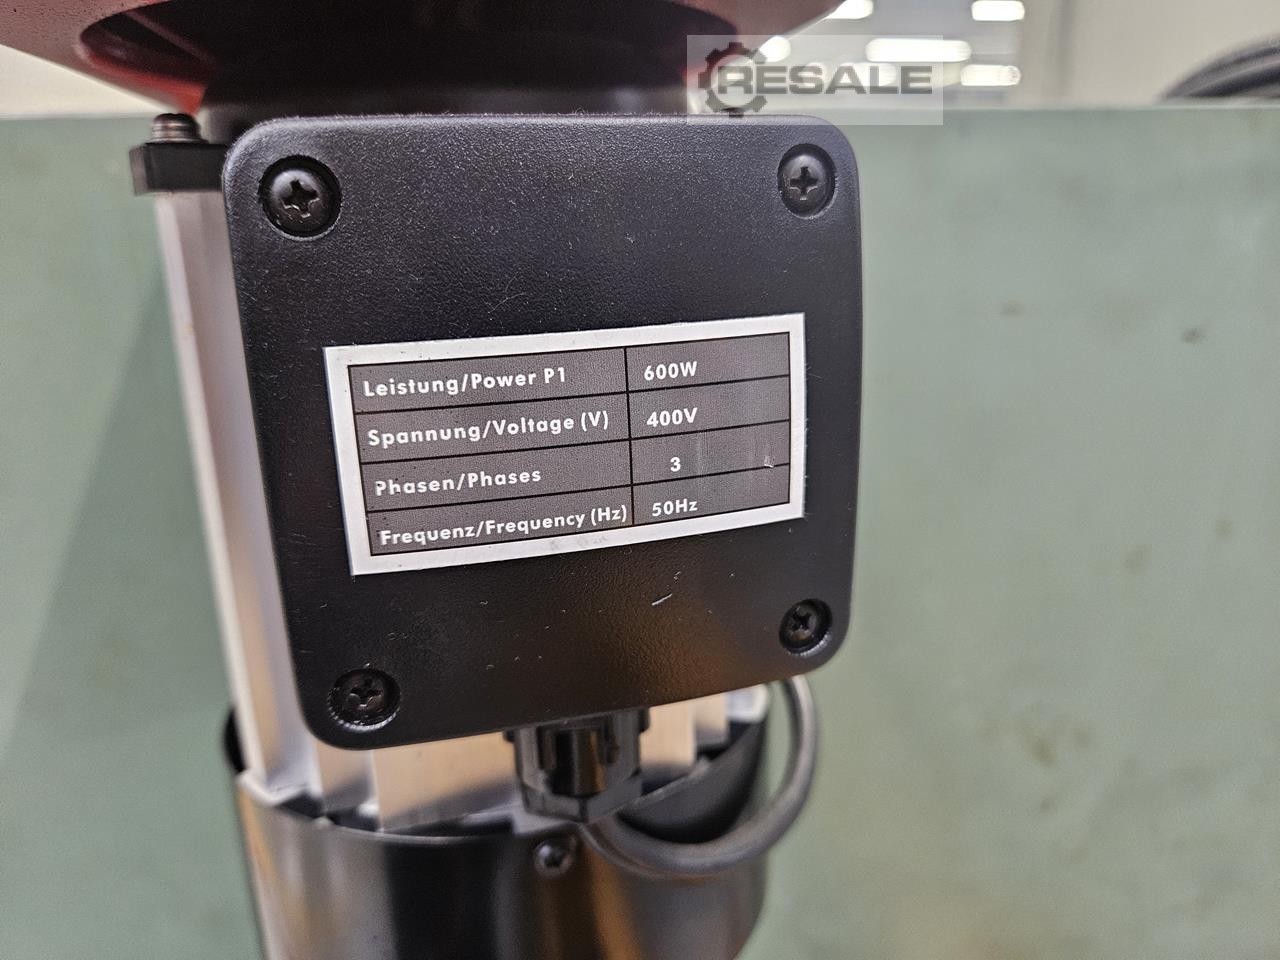 RESALE
Leistung/Power P1 600W
Spannung/Voltage (V) 400V
Phasen/Phases 3
Frequenz/Frequency (Hz) 50Hz